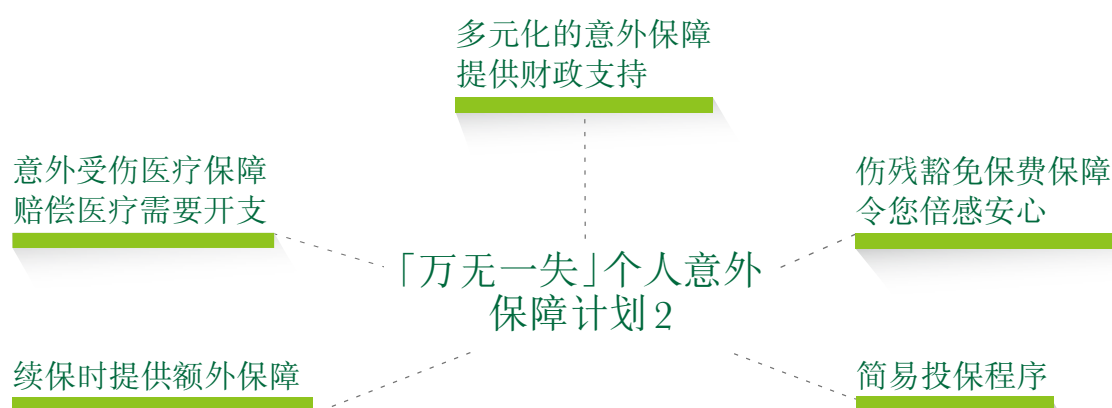 多元化的意外保障
提供财政支持
意外受伤医疗保障
赔偿医疗需要开支
伤残豁免保费保障
令您倍感安心
「万无一失」个人意外
保障计划2
续保时提供额外保障
简易投保程序